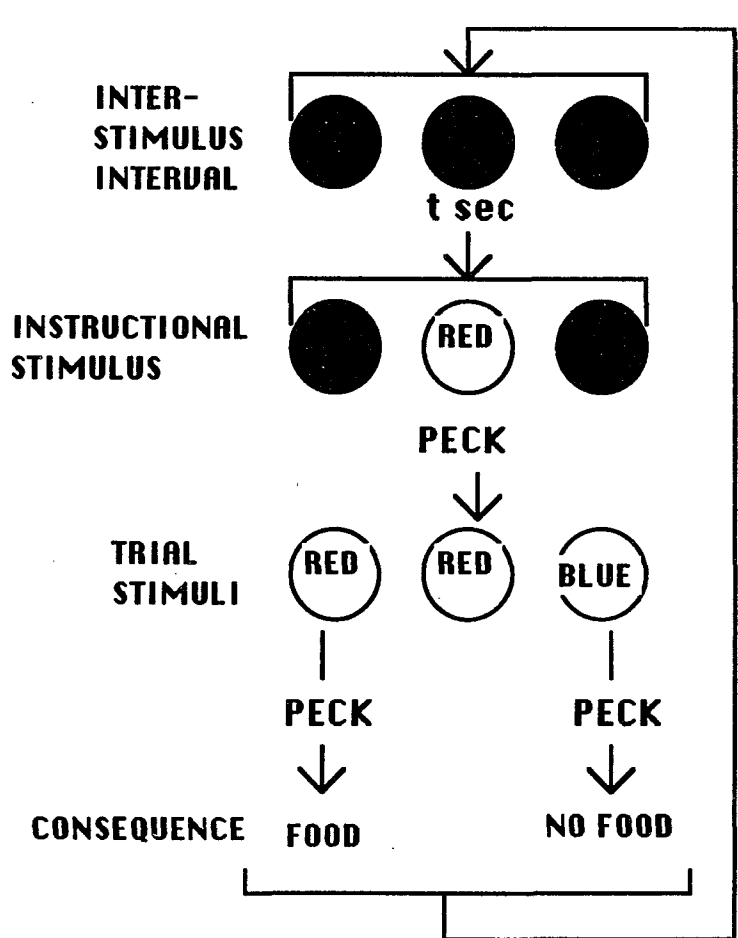 INTER-
STIMULUS
INTERVAL
t sec
INSTRUCTIONAL
STIMULUS
RED
PECK
TRIAL
STIMULI
RED RED BLUE
PECK PECK
CONSEQUENCE FOOD NO FOOD